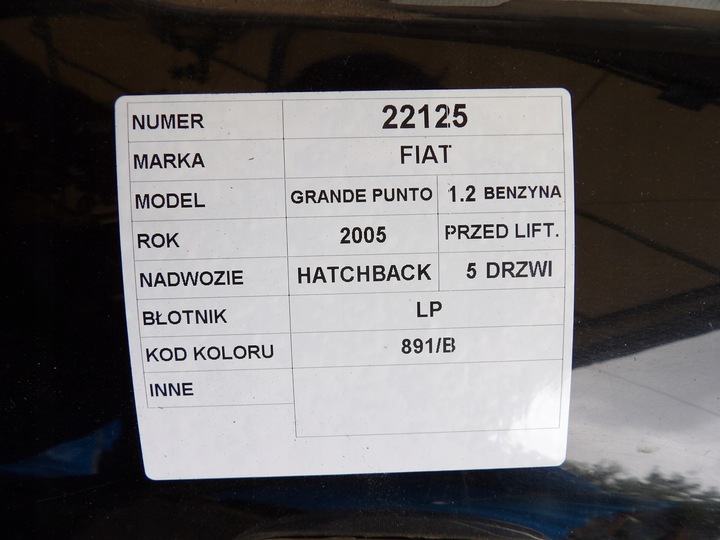 NUMER 22125
MARKA FIAT
MODEL GRANDE PUNTO 1.2 BENZYNA
ROK 2005 PRZED LIFT.
NADWOZIE HATCHBACK 5 DRZWI
BŁOTNIK LP
KOD KOLORU 891/B
INNE